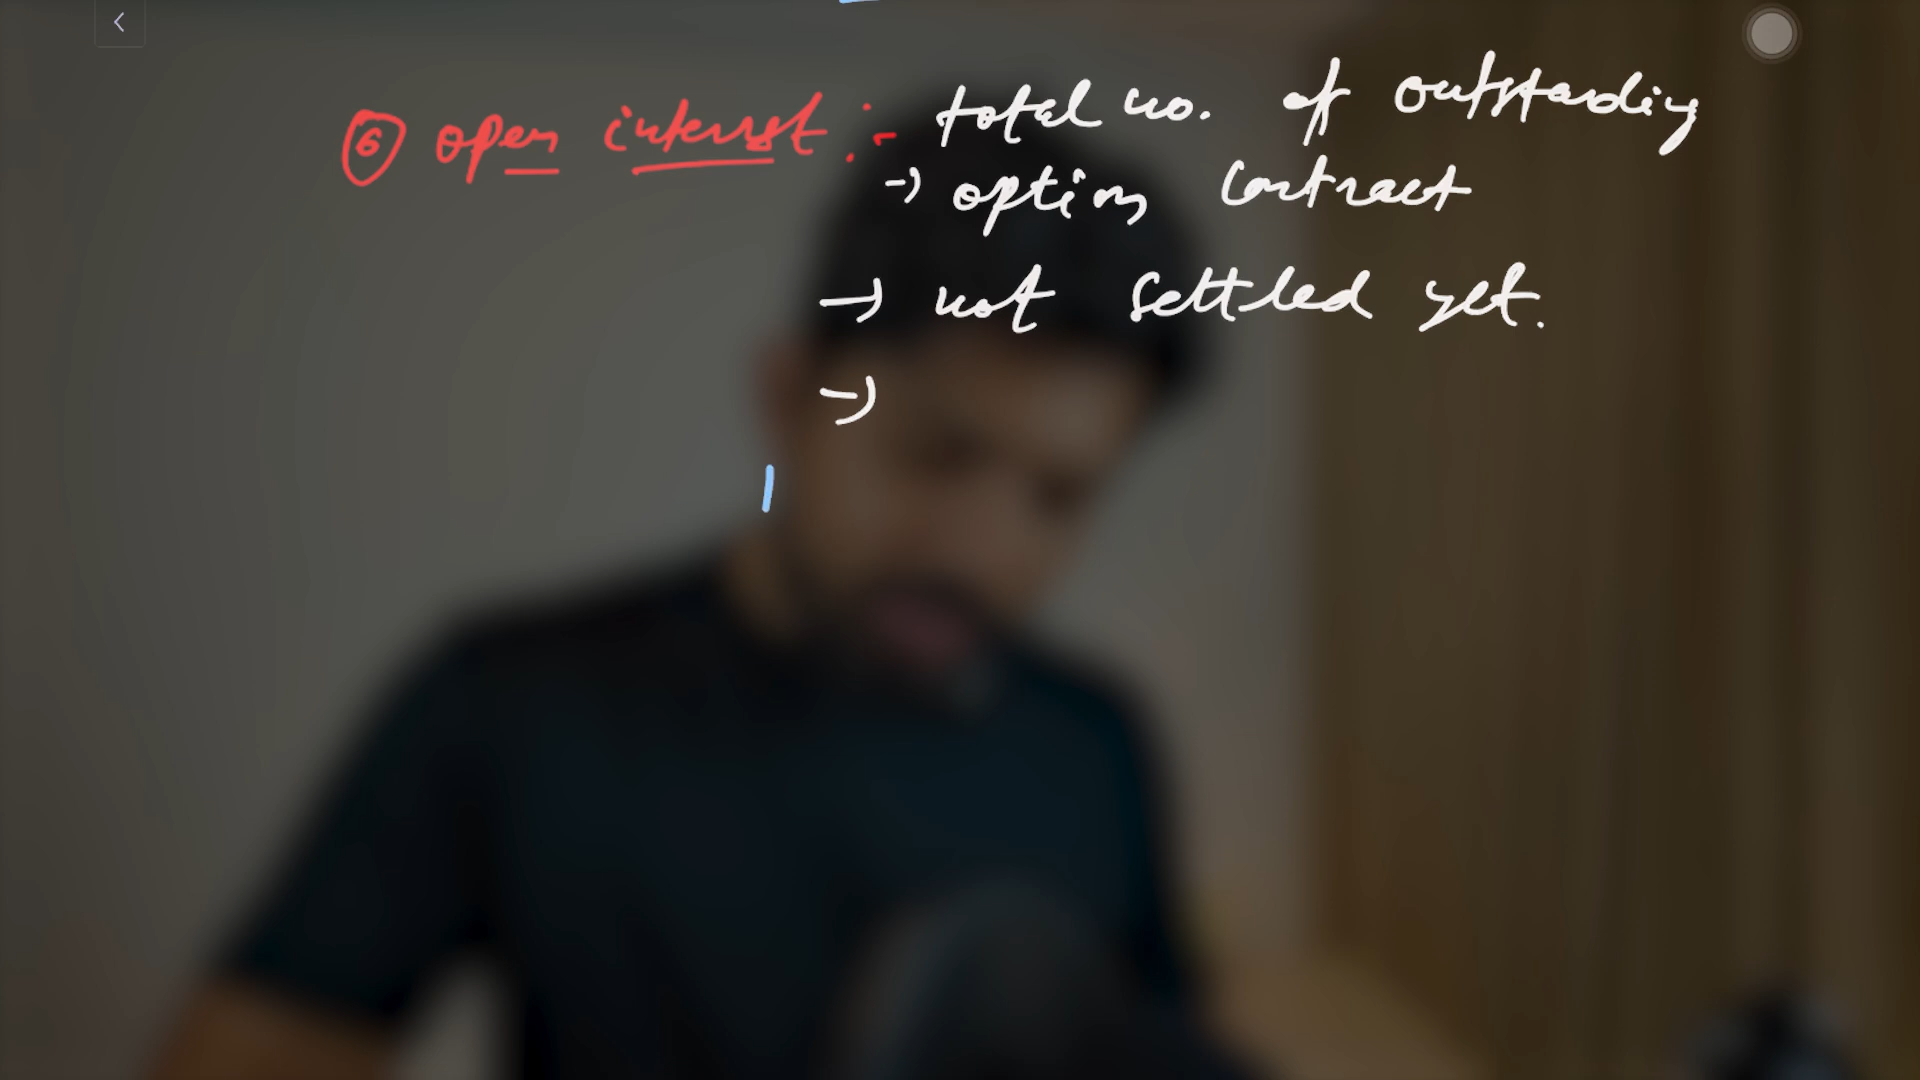 ⑥ open interest :- total no. of outstanding
→ option contract
→ not settled yet.
→